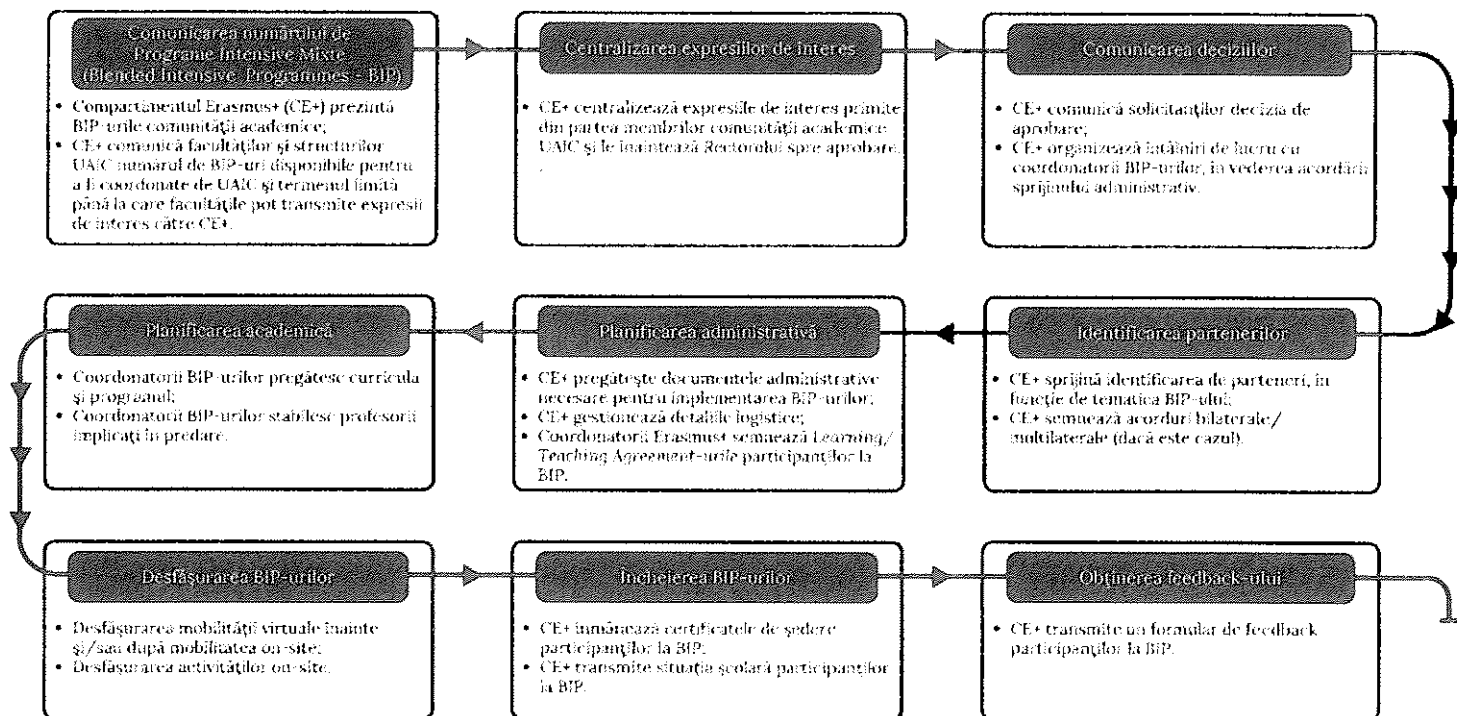 Comunicarea numărului de
Programe Intensive Mixte
(Blended Intensive Programmes - BIP)
• Compartimentul Erasmus+ (CE+) prezintă
BIP-urile comunității academice;
• CE+ comunică facultăților și structurilor
UAIC numărul de BIP-uri disponibile pentru
a fi coordonate de UAIC și termenul limită
până la care facultățile pot transmite expresii
de interes către CE+.
Centralizarea expresiilor de interes
• CE+ centralizează expresiile de interes primite
din partea membrilor comunității academice
UAIC și le înaintează Rectorului spre aprobare.
.
Comunicarea deciziilor
• CE+ comunică solicitanților decizia de
aprobare;
• CE+ organizează întâlniri de lucru cu
coordonatorii BIP-urilor, în vederea acordării
sprijinului administrativ.
Planificarea academică
• Coordonatorii BIP-urilor pregătesc curricula
și programul;
• Coordonatorii BIP-urilor stabilesc profesorii
implicați în predare.
Planificarea administrativă
• CE+ pregătește documentele administrative
necesare pentru implementarea BIP-urilor;
• CE+ gestionează detaliile logistice;
• Coordonatorii Erasmus+ semnează Learning/
Teaching Agreement-urile participanților la
BIP.
Identificarea partenerilor
• CE+ sprijină identificarea de parteneri, în
funcție de tematica BIP-ului;
• CE+ semnează acorduri bilaterale/
multilaterale (dacă este cazul).
Desfășurarea BIP-urilor
• Desfășurarea mobilității virtuale înainte
și/sau după mobilitatea on-site;
• Desfășurarea activităților on-site.
Încheierea BIP-urilor
• CE+ înmânează certificatele de ședere
participanților la BIP;
• CE+ transmite situația școlară participanților
la BIP.
Obținerea feedback-ului
• CE+ transmite un formular de feedback
participanților la BIP.